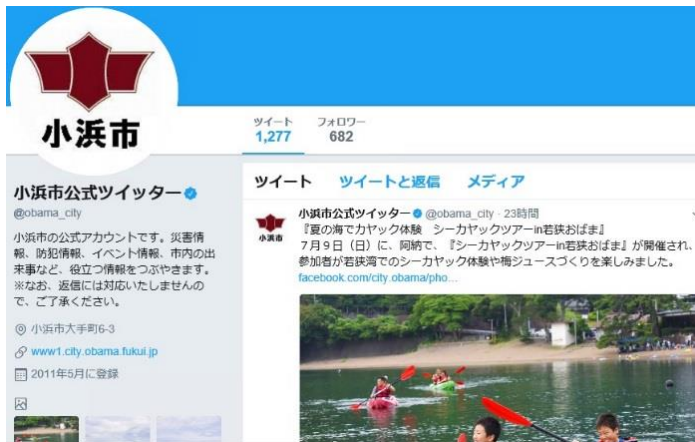 小浜市
ツイート
1,277
フォロワー
682
小浜市公式ツイッター
@obama_city
小浜市の公式アカウントです。災害情
報、防犯情報、イベント情報、市内の出
来事など、役立つ情報をつぶやきます。
※なお、返信には対応いたしませんの
で、ご了承ください。
小浜市大手町6-3
www1.city.obama.fukui.jp
2011年5月に登録
ツイート ツイートと返信 メディア
小浜市
小浜市公式ツイッター @obama_city · 23時間
『夏の海でカヤック体験 シーカヤックツアーin若狭おばま』
7月9日（日）に、阿納で、『シーカヤックツアーin若狭おばま』が開催され、
参加者が若狭湾でのシーカヤック体験や梅ジュースづくりを楽しみました。
facebook.com/city.obama/pho...